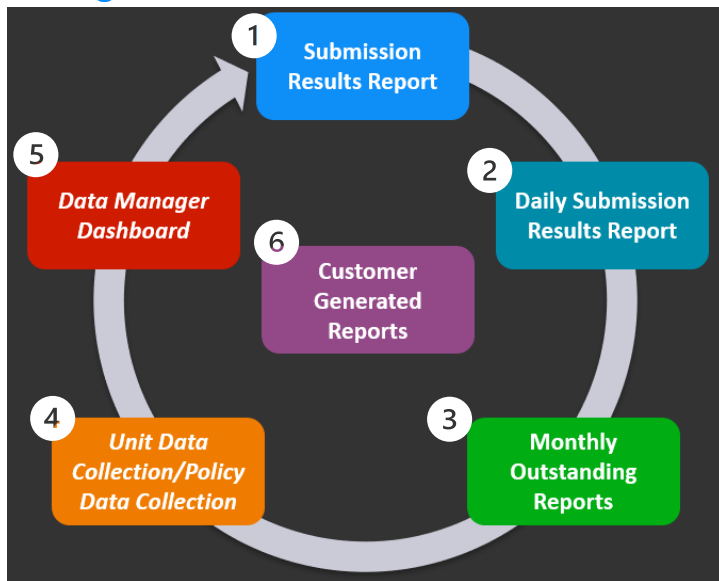 1
Submission
Results Report
2
Daily Submission
Results Report
3
Monthly
Outstanding
Reports
4
Unit Data
Collection/Policy
Data Collection
5
Data Manager
Dashboard
6
Customer
Generated
Reports